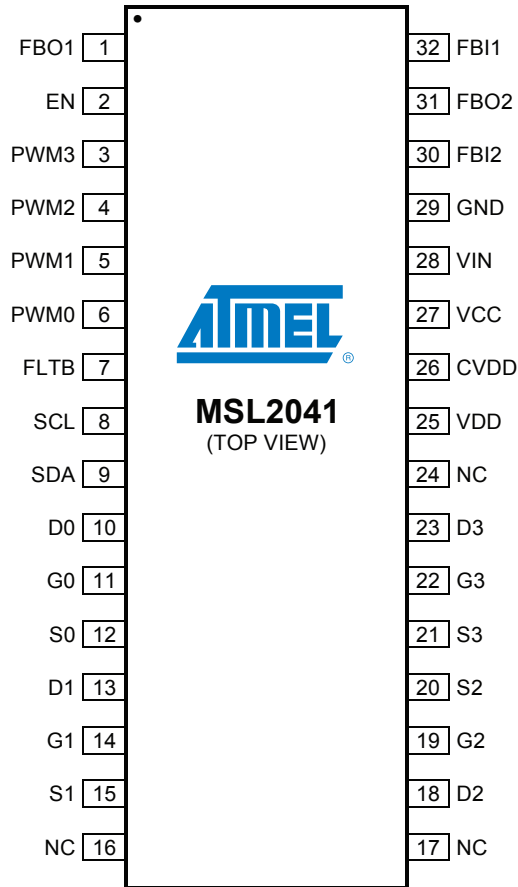 FBO1 1 32 FBI1
EN 2 31 FBO2
PWM3 3 30 FBI2
PWM2 4 29 GND
PWM1 5 28 VIN
PWM0 6 27 VCC
ATMEL ®
FLTB 7 26 CVDD
MSL2041
SCL 8 25 VDD
(TOP VIEW)
SDA 9 24 NC
D0 10 23 D3
G0 11 22 G3
S0 12 21 S3
D1 13 20 S2
G1 14 19 G2
S1 15 18 D2
NC 16 17 NC